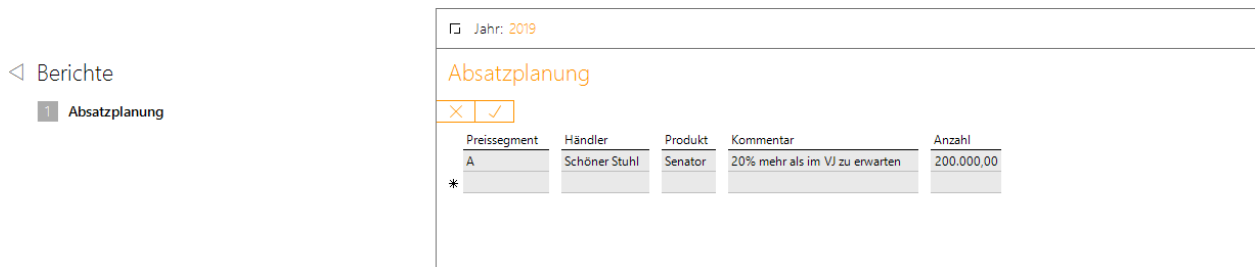 Jahr: 2019
Berichte
1 Absatzplanung
Absatzplanung
Preissegment Händler Produkt Kommentar Anzahl
A Schöner Stuhl Senator 20% mehr als im VJ zu erwarten 200.000,00
*